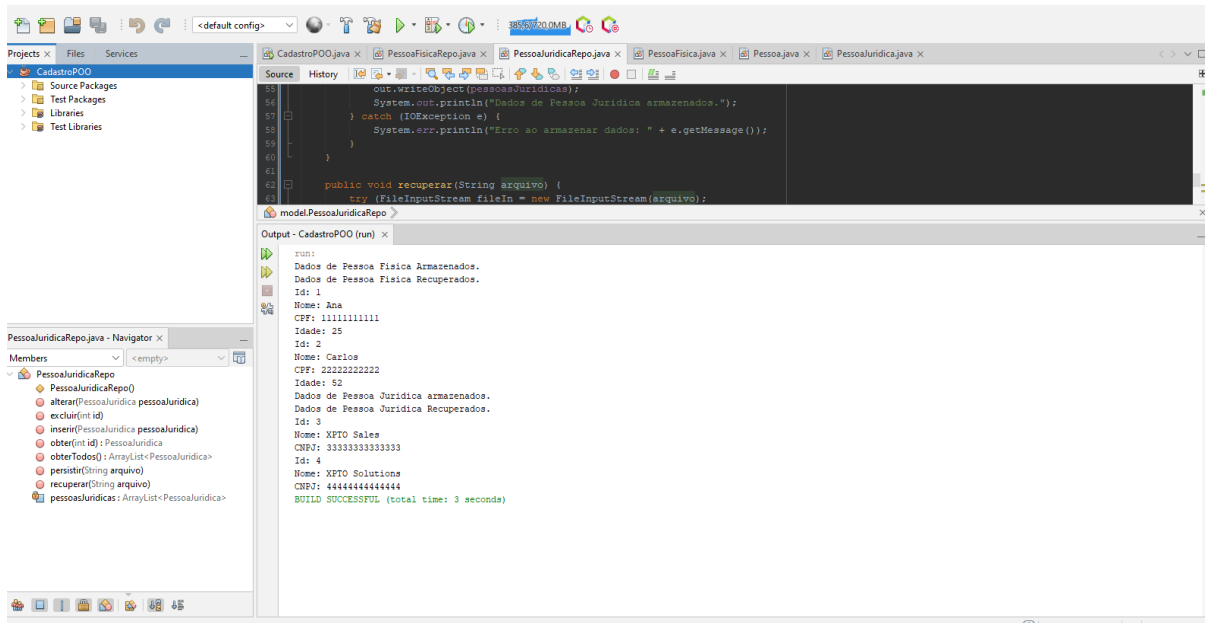 <default config>
385,6/720,0MB
Projects × Files Services
CadastroPOO
Source Packages
Test Packages
Libraries
Test Libraries
CadastroPOO.java × PessoaFisicaRepo.java × PessoaJuridicaRepo.java × PessoaFisica.java × Pessoa.java × PessoaJuridica.java ×
Source History
55 out.writeObject(pessoasJuridicas);
56 System.out.println("Dados de Pessoa Juridica armazenados.");
57 } catch (IOException e) {
58 System.err.println("Erro ao armazenar dados: " + e.getMessage());
59 }
60 }
61
62 public void recuperar(String arquivo) {
63 try (FileInputStream fileIn = new FileInputStream(arquivo);
model.PessoaJuridicaRepo
Output - CadastroPOO (run) ×
run:
Dados de Pessoa Fisica Armazenados.
Dados de Pessoa Fisica Recuperados.
Id: 1
Nome: Ana
CPF: 11111111111
Idade: 25
Id: 2
Nome: Carlos
CPF: 22222222222
Idade: 52
Dados de Pessoa Juridica armazenados.
Dados de Pessoa Juridica Recuperados.
Id: 3
Nome: XPTO Sales
CNPJ: 33333333333333
Id: 4
Nome: XPTO Solutions
CNPJ: 44444444444444
BUILD SUCCESSFUL (total time: 3 seconds)
PessoaJuridicaRepo.java - Navigator ×
Members <empty>
PessoaJuridicaRepo
PessoaJuridicaRepo()
alterar(PessoaJuridica pessoaJuridica)
excluir(int id)
inserir(PessoaJuridica pessoaJuridica)
obter(int id) : PessoaJuridica
obterTodos() : ArrayList<PessoaJuridica>
persistir(String arquivo)
recuperar(String arquivo)
pessoasJuridicas : ArrayList<PessoaJuridica>